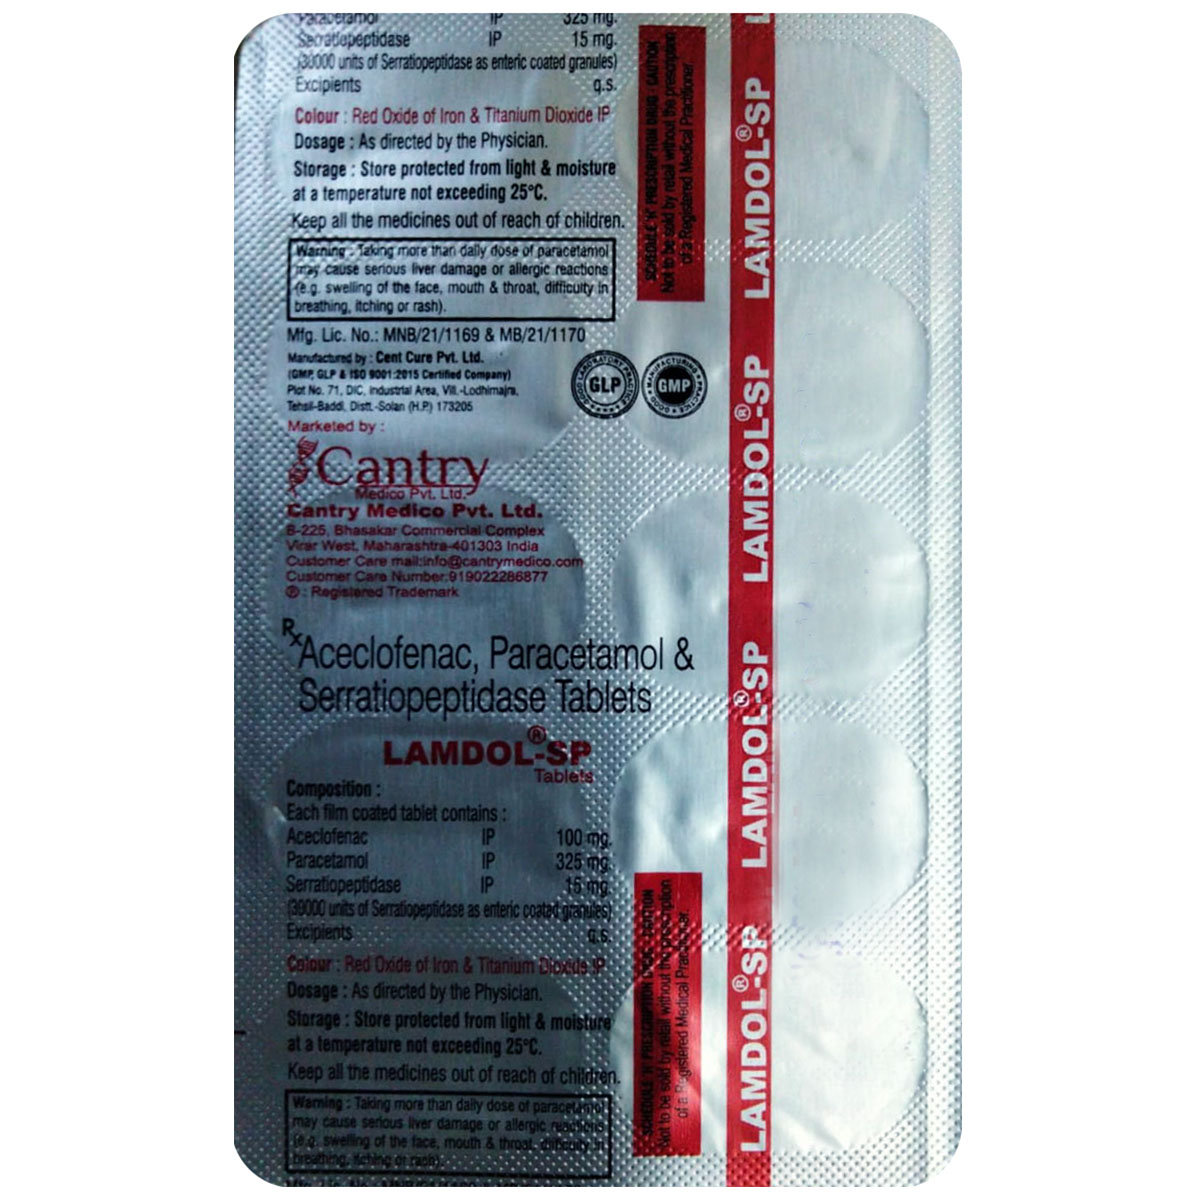 Paracetamol IP 325 mg.
Serratiopeptidase IP 15 mg.
(30000 units of Serratiopeptidase as enteric coated granules)
Excipients q.s.
Colour : Red Oxide of Iron & Titanium Dioxide IP
Dosage : As directed by the Physician.
Storage : Store protected from light & moisture
at a temperature not exceeding 25°C.
Keep all the medicines out of reach of children.
Warning : Taking more than daily dose of paracetamol
may cause serious liver damage or allergic reactions
(e.g. swelling of the face, mouth & throat, difficulty in
breathing, itching or rash).
Mfg. Lic. No.: MNB/21/1169 & MB/21/1170
Manufactured by : Cent Cure Pvt. Ltd.
(GMP, GLP & ISO 9001:2015 Certified Company)
Plot No. 71, DIC, Industrial Area, Vill.-Lodhimajra,
Tehsil-Baddi, Distt.-Solan (H.P.) 173205
GOOD LABORATORY PRACTICE
GLP
GOOD MANUFACTURING PRACTICE
GMP
Marketed by :
Cantry
Medico Pvt. Ltd.
Cantry Medico Pvt. Ltd.
B-225, Bhasakar Commercial Complex
Virar West, Maharashtra-401303 India
Customer Care mail:info@cantrymedico.com
Customer Care Number:919022286877
® : Registered Trademark
Rx Aceclofenac, Paracetamol &
Serratiopeptidase Tablets
LAMDOL®-SP
Tablets
Composition :
Each film coated tablet contains :
Aceclofenac IP 100 mg.
Paracetamol IP 325 mg.
Serratiopeptidase IP 15 mg.
(30000 units of Serratiopeptidase as enteric coated granules)
Excipients q.s.
Colour : Red Oxide of Iron & Titanium Dioxide IP
Dosage : As directed by the Physician.
Storage : Store protected from light & moisture
at a temperature not exceeding 25°C.
Keep all the medicines out of reach of children.
Warning : Taking more than daily dose of paracetamol
may cause serious liver damage or allergic reactions
(e.g. swelling of the face, mouth & throat, difficulty in
breathing, itching or rash).
SCHEDULE 'H' PRESCRIPTION DRUG - CAUTION
Not to be sold by retail without the prescription
of a Registered Medical Practitioner.
SCHEDULE 'H' PRESCRIPTION DRUG - CAUTION
Not to be sold by retail without the prescription
of a Registered Medical Practitioner.
LAMDOL®-SP
LAMDOL®-SP
LAMDOL®-SP
LAMDOL®-SP
LAMDOL®-SP